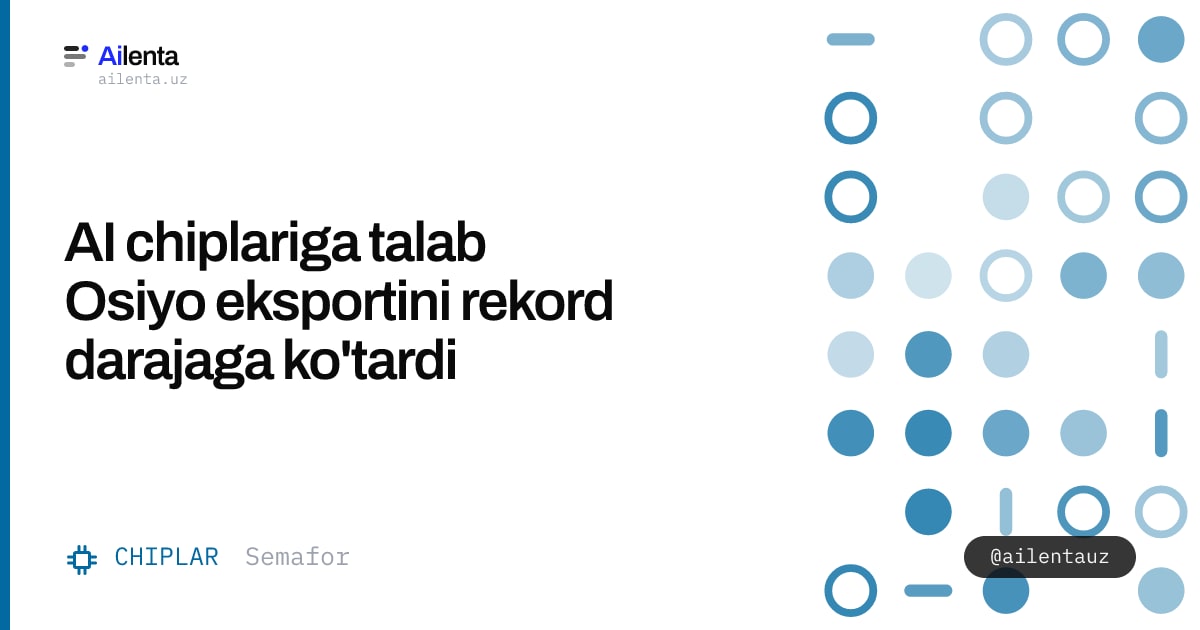 Ailenta
ailenta.uz
AI chiplariga talab
Osiyo eksportini rekord
darajaga ko'tardi
CHIPLAR Semafor
@ailentauz